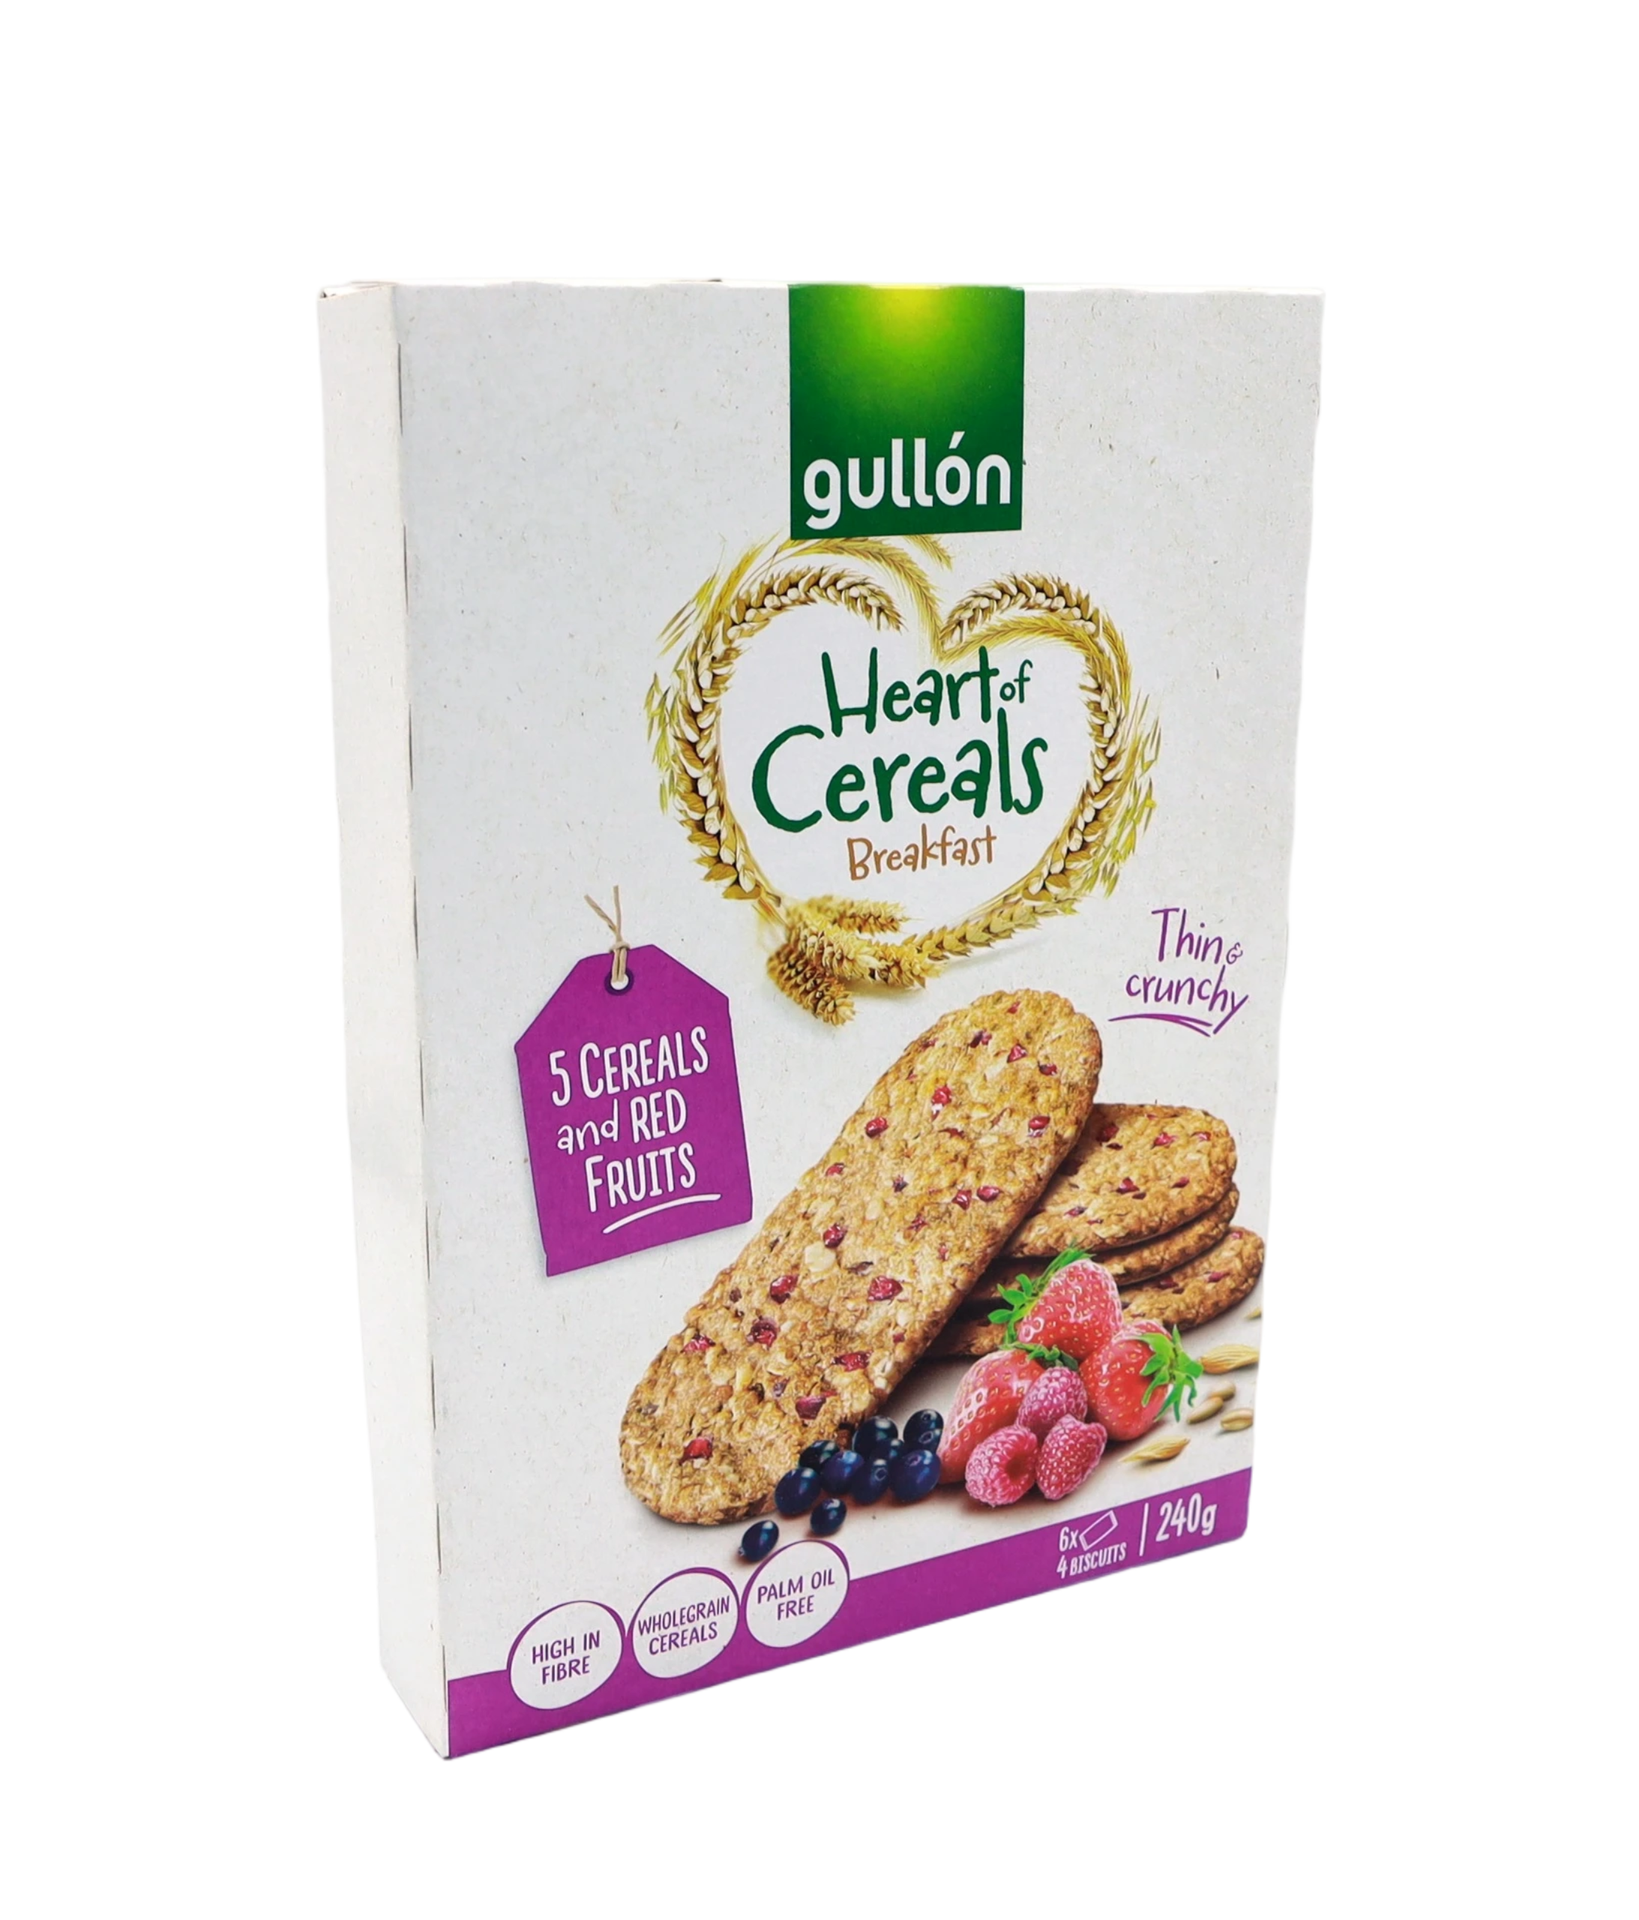 gullón
Heart of
Cereals
Breakfast
Thin &
crunchy
5 CEREALS
and RED
FRUITS
6x
4 BISCUITS
240g
HIGH IN
FIBRE
WHOLEGRAIN
CEREALS
PALM OIL
FREE